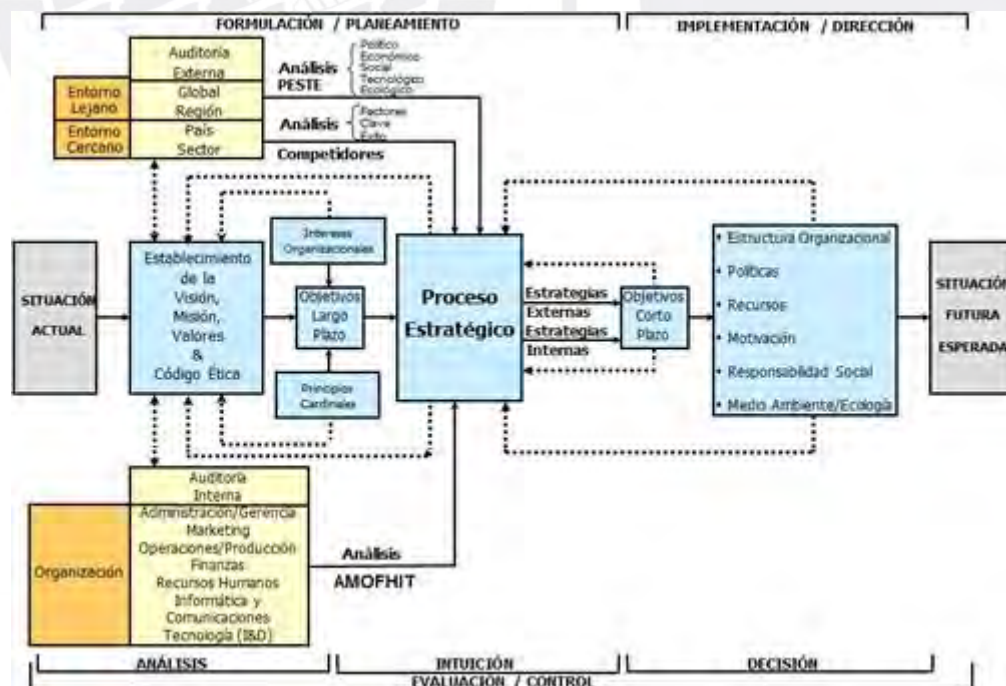 FORMULACIÓN / PLANEAMIENTO
IMPLEMENTACIÓN / DIRECCIÓN
Auditoría
Externa
Entorno
Lejano
Global
Región
Entorno
Cercano
País
Sector
Análisis
PESTE
Político
Económico
Social
Tecnológico
Ecológico
Análisis
Competidores
Factores
Clave
Éxito
SITUACIÓN
ACTUAL
Establecimiento
de la
Visión,
Misión,
Valores
&
Código Ética
Intereses
Organizacionales
Objetivos
Largo
Plazo
Principios
Cardinales
Proceso
Estratégico
Estrategias
Externas
Estrategias
Internas
Objetivos
Corto
Plazo
• Estructura Organizacional
• Políticas
• Recursos
• Motivación
• Responsabilidad Social
• Medio Ambiente/Ecología
SITUACIÓN
FUTURA
ESPERADA
Auditoría
Interna
Organización
Administración/Gerencia
Marketing
Operaciones/Producción
Finanzas
Recursos Humanos
Informática y
Comunicaciones
Tecnología (I&D)
Análisis
AMOFHIT
ANÁLISIS
INTUICIÓN
DECISIÓN
EVALUACIÓN / CONTROL